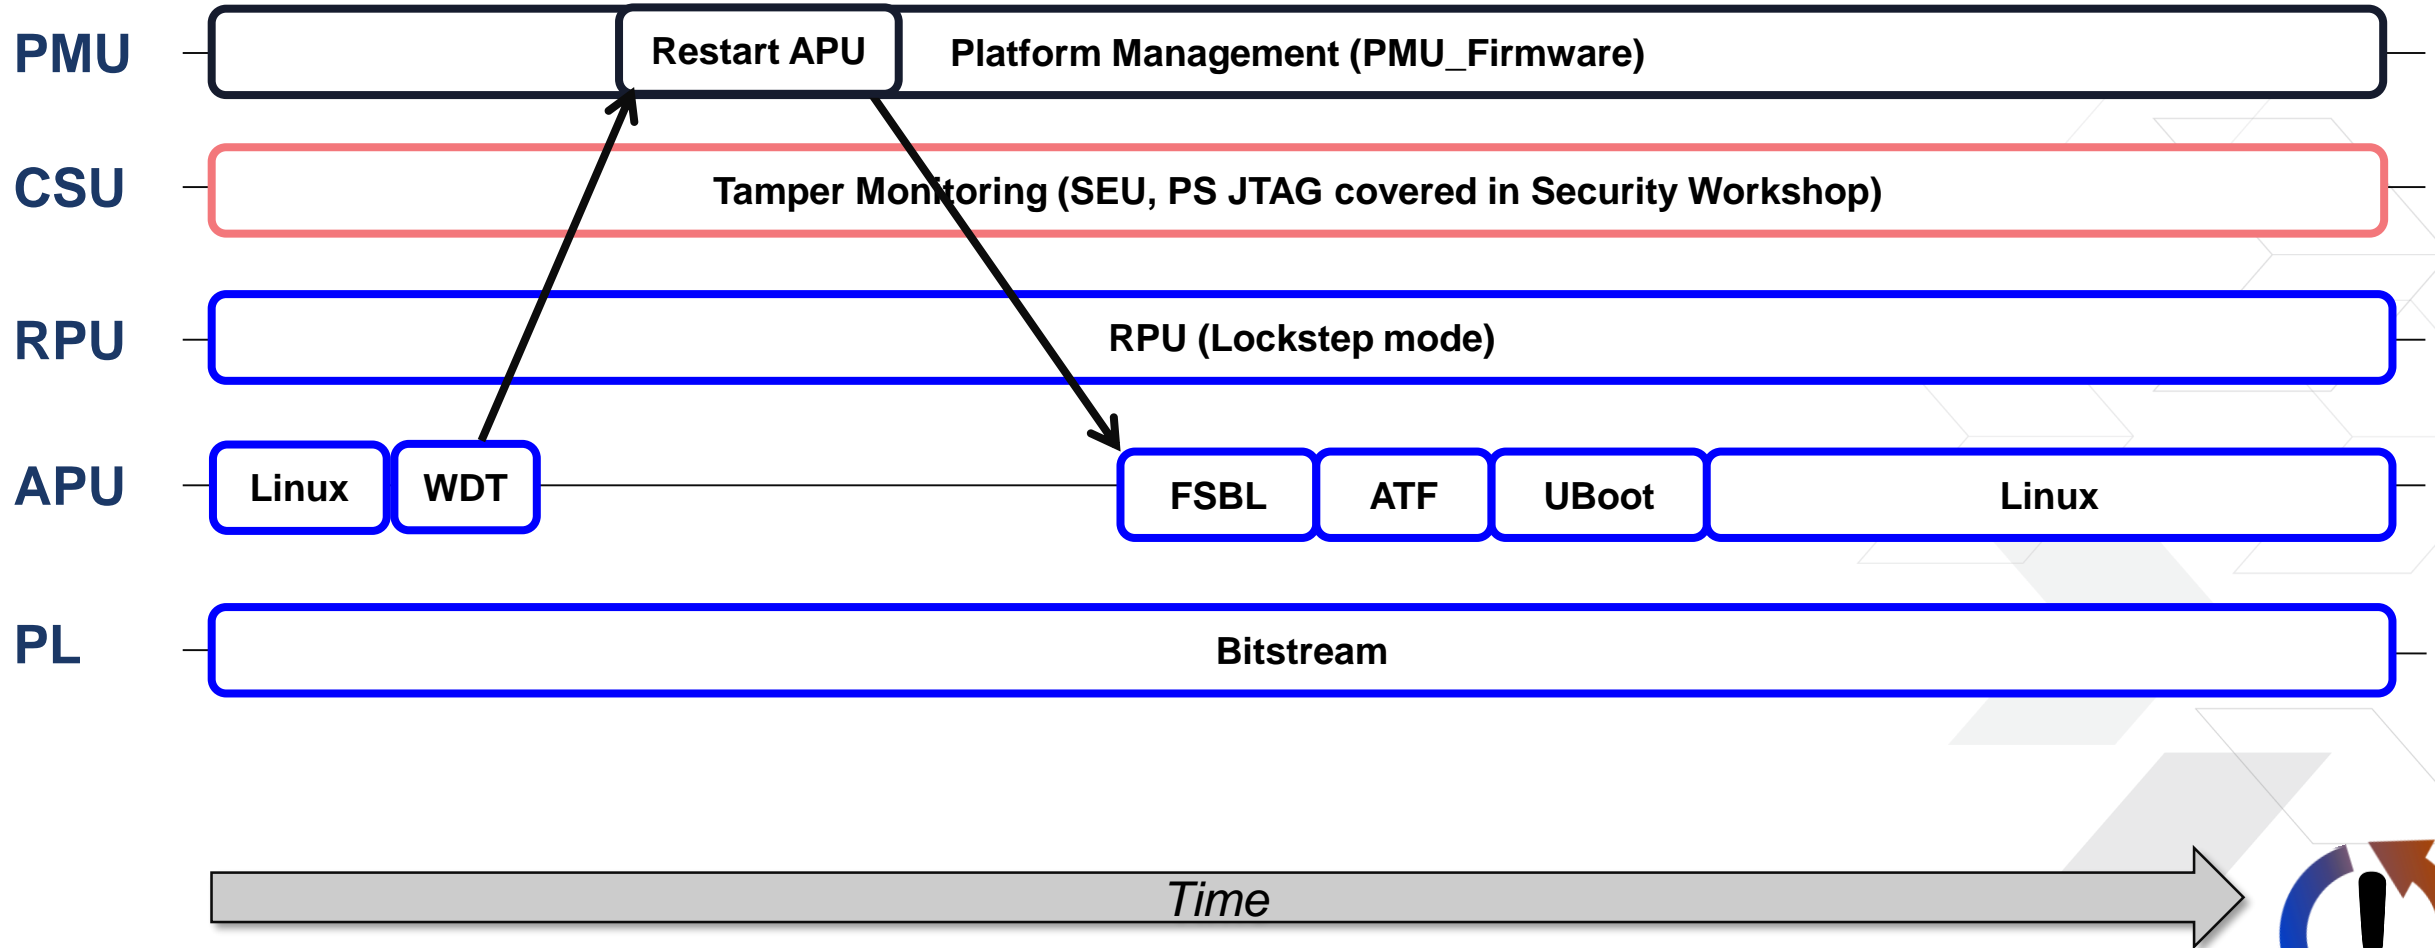 PMU
Restart APU
Platform Management (PMU_Firmware)
CSU
Tamper Monitoring (SEU, PS JTAG covered in Security Workshop)
RPU
RPU (Lockstep mode)
APU
Linux
WDT
FSBL
ATF
UBoot
Linux
PL
Bitstream
Time